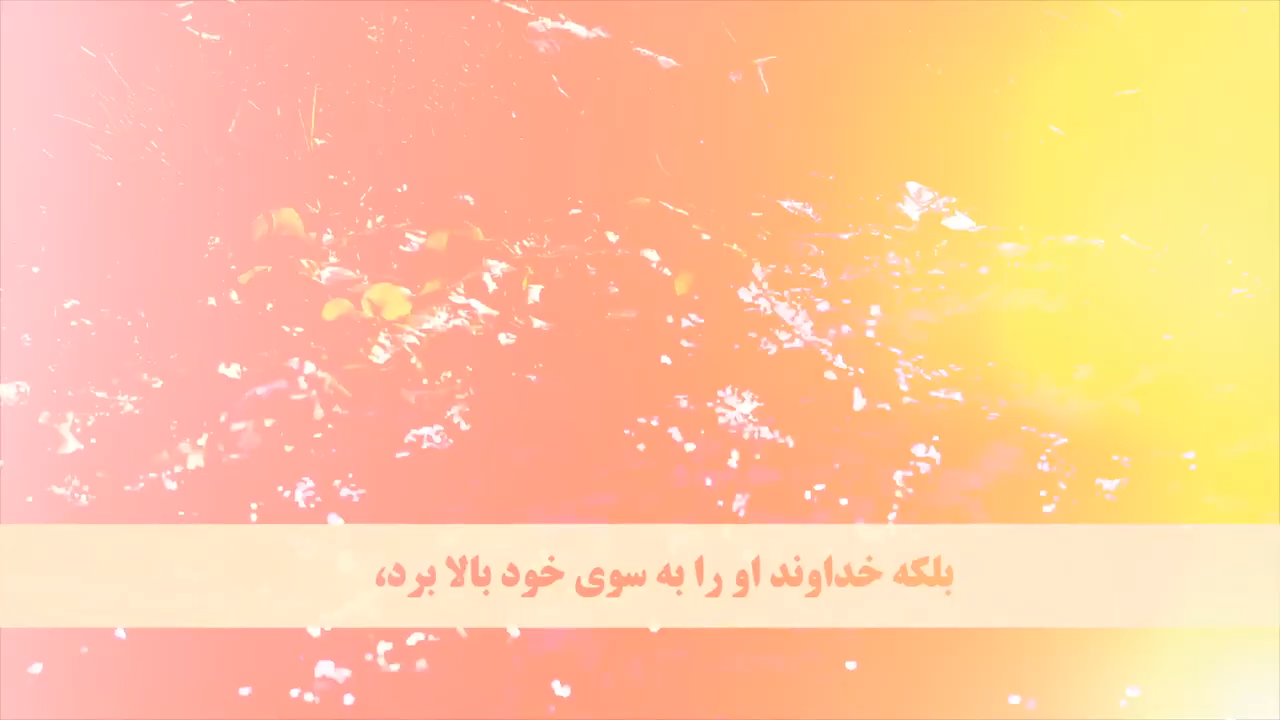 بلکه خداوند او را به سوی خود بالا برد،